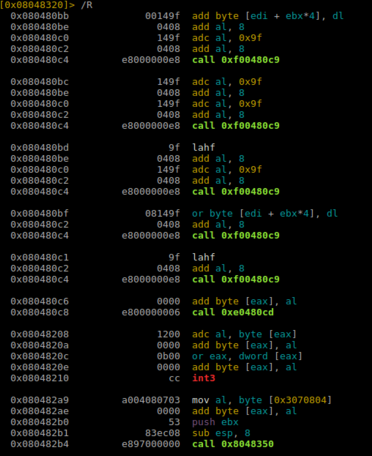 [0x08048320]> /R
0x080480bb 00149f add byte [edi + ebx*4], dl
0x080480be 0408 add al, 8
0x080480c0 149f adc al, 0x9f
0x080480c2 0408 add al, 8
0x080480c4 e8000000e8 call 0xf00480c9
0x080480bc 149f adc al, 0x9f
0x080480be 0408 add al, 8
0x080480c0 149f adc al, 0x9f
0x080480c2 0408 add al, 8
0x080480c4 e8000000e8 call 0xf00480c9
0x080480bd 9f lahf
0x080480be 0408 add al, 8
0x080480c0 149f adc al, 0x9f
0x080480c2 0408 add al, 8
0x080480c4 e8000000e8 call 0xf00480c9
0x080480bf 08149f or byte [edi + ebx*4], dl
0x080480c2 0408 add al, 8
0x080480c4 e8000000e8 call 0xf00480c9
0x080480c1 9f lahf
0x080480c2 0408 add al, 8
0x080480c4 e8000000e8 call 0xf00480c9
0x080480c6 0000 add byte [eax], al
0x080480c8 e800000006 call 0xe0480cd
0x08048208 1200 adc al, byte [eax]
0x0804820a 0000 add byte [eax], al
0x0804820c 0b00 or eax, dword [eax]
0x0804820e 0000 add byte [eax], al
0x08048210 cc int3
0x080482a9 a004080703 mov al, byte [0x3070804]
0x080482ae 0000 add byte [eax], al
0x080482b0 53 push ebx
0x080482b1 83ec08 sub esp, 8
0x080482b4 e897000000 call 0x8048350